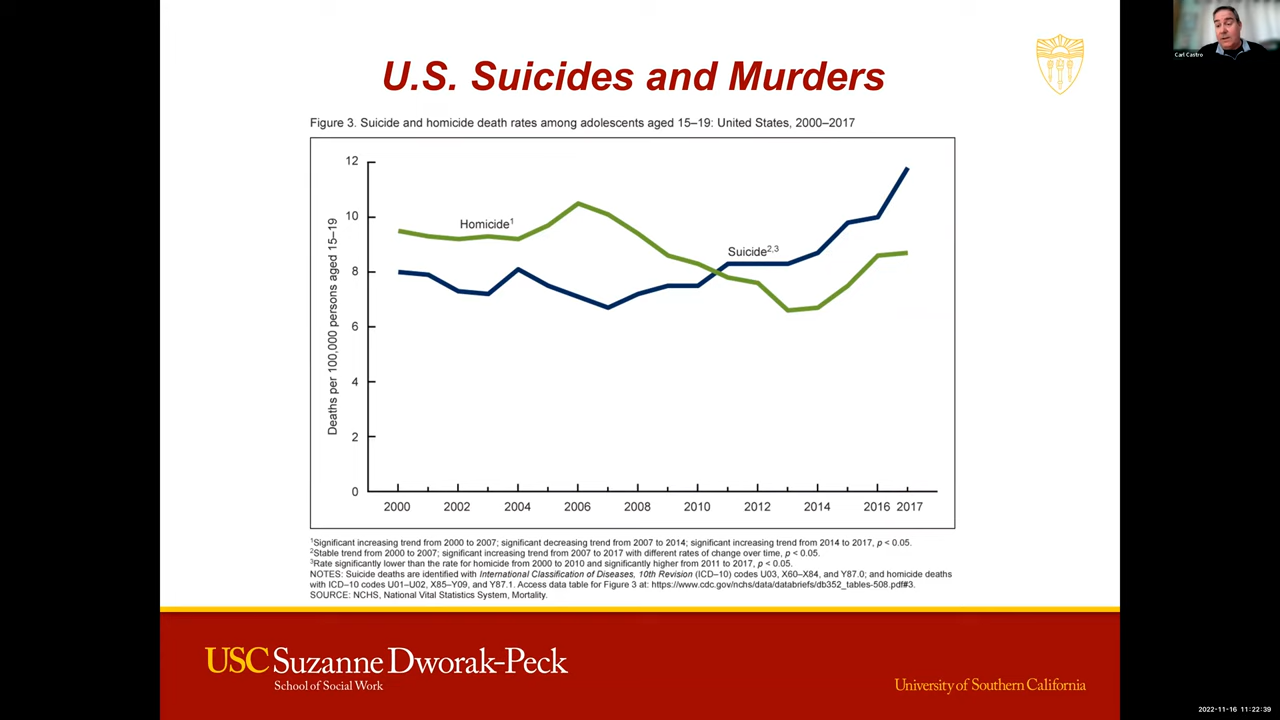 U.S. Suicides and Murders
Carl Castro
Figure 3. Suicide and homicide death rates among adolescents aged 15–19: United States, 2000–2017
Deaths per 100,000 persons aged 15–19
12
10
8
6
4
2
0
Homicide1
Suicide2,3
2000 2002 2004 2006 2008 2010 2012 2014 2016 2017
1Significant increasing trend from 2000 to 2007; significant decreasing trend from 2007 to 2014; significant increasing trend from 2014 to 2017, p < 0.05.
2Stable trend from 2000 to 2007; significant increasing trend from 2007 to 2017 with different rates of change over time, p < 0.05.
3Rate significantly lower than the rate for homicide from 2000 to 2010 and significantly higher from 2011 to 2017, p < 0.05.
NOTES: Suicide deaths are identified with International Classification of Diseases, 10th Revision (ICD–10) codes U03, X60–X84, and Y87.0; and homicide deaths
with ICD–10 codes U01–U02, X85–Y09, and Y87.1. Access data table for Figure 3 at: https://www.cdc.gov/nchs/data/databriefs/db352_tables-508.pdf#3.
SOURCE: NCHS, National Vital Statistics System, Mortality.
USC Suzanne Dworak-Peck
School of Social Work
University of Southern California
2022-11-16 11:22:39